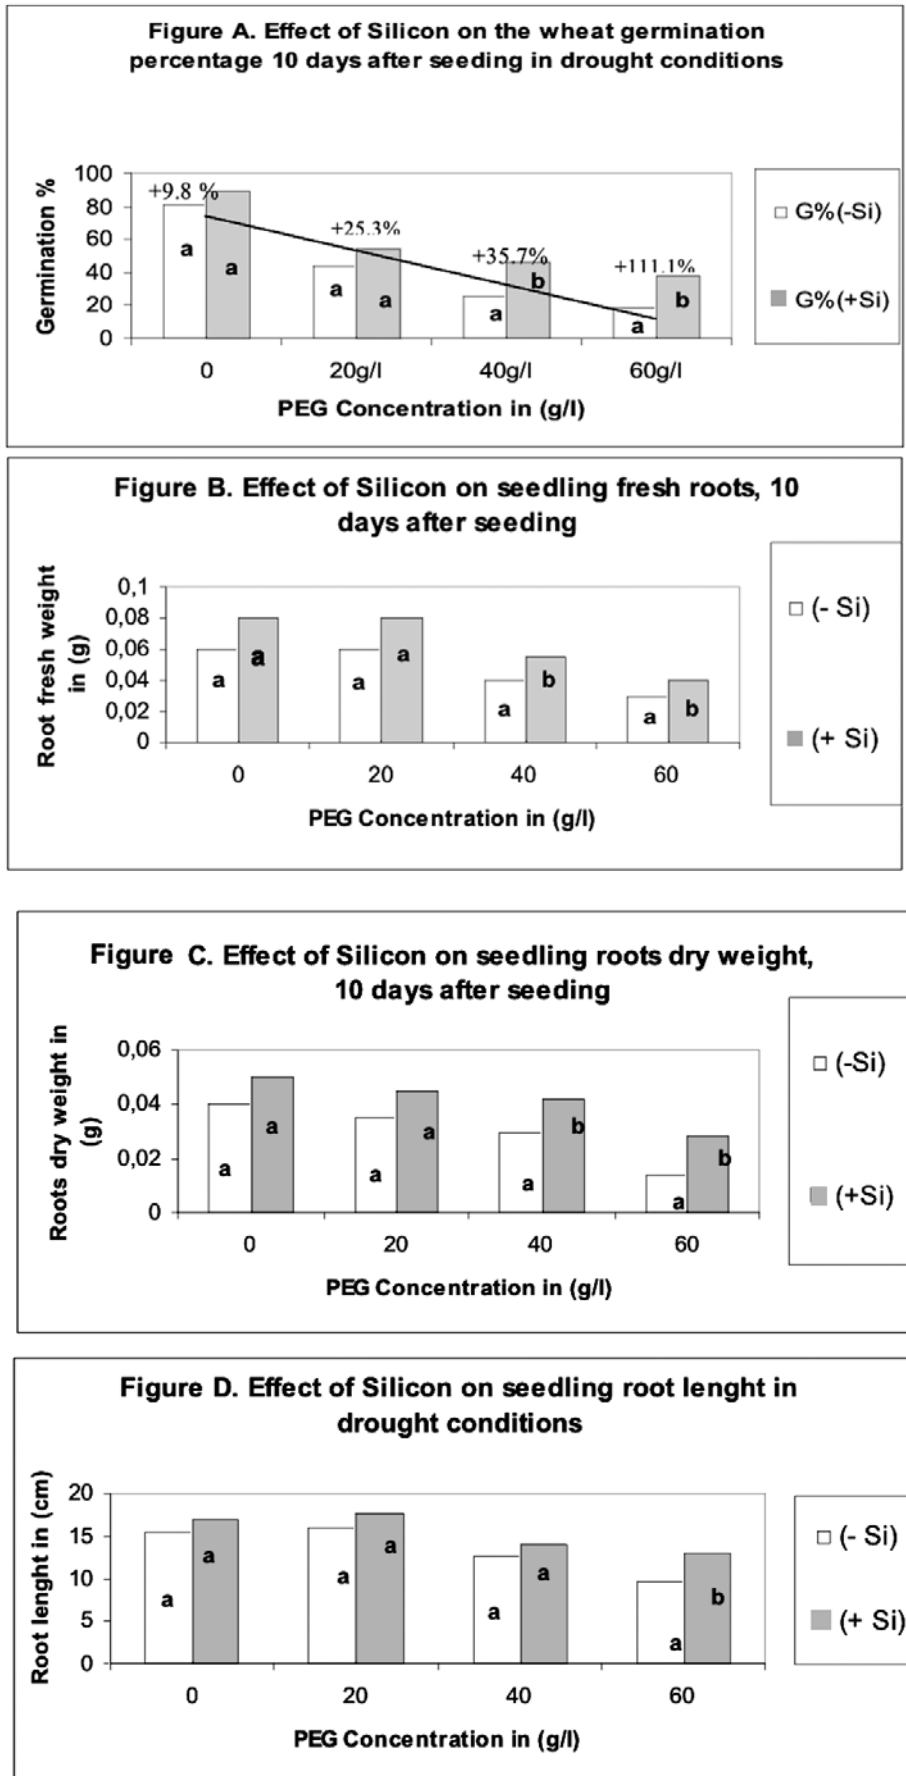 Figure A. Effect of Silicon on the wheat germination
percentage 10 days after seeding in drought conditions
Germination %
100
80
60
40
20
0
+9.8 %
+25.3%
+35.7%
+111.1%
a
a
a
a
a
b
a
b
0
20g/l
40g/l
60g/l
PEG Concentration in (g/l)
G%(-Si)
G%(+Si)
Figure B. Effect of Silicon on seedling fresh roots, 10
days after seeding
Root fresh weight
in (g)
0,1
0,08
0,06
0,04
0,02
0
a
a
a
a
a
b
a
b
0
20
40
60
PEG Concentration in (g/l)
(- Si)
(+ Si)
Figure C. Effect of Silicon on seedling roots dry weight,
10 days after seeding
Roots dry weight in
(g)
0,06
0,04
0,02
0
a
a
a
a
a
b
a
b
0
20
40
60
PEG Concentration in (g/l)
(-Si)
(+Si)
Figure D. Effect of Silicon on seedling root lenght in
drought conditions
Root lenght in (cm)
20
15
10
5
0
a
a
a
a
a
a
a
b
0
20
40
60
PEG Concentration in (g/l)
(- Si)
(+ Si)